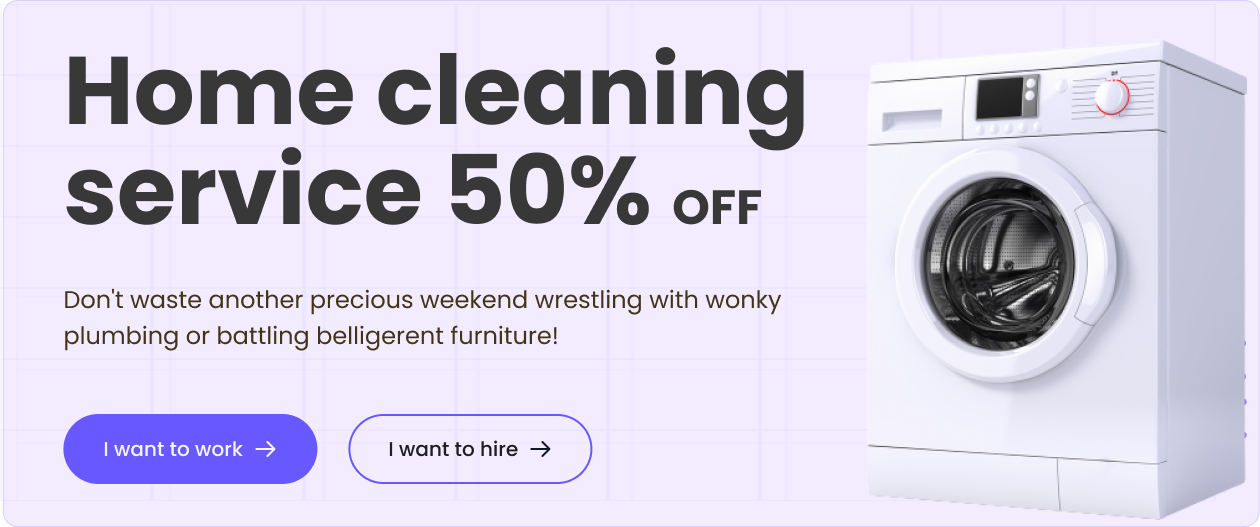 Home cleaning
service 50% OFF
Don't waste another precious weekend wrestling with wonky
plumbing or battling belligerent furniture!
I want to work →
I want to hire →